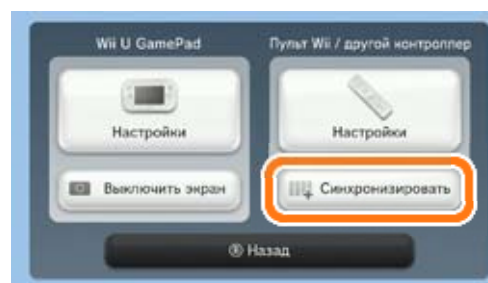 Wii U GamePad
Пульт Wii / другой контроллер
Настройки
Настройки
Выключить экран
Синхронизировать
Ⓑ Назад